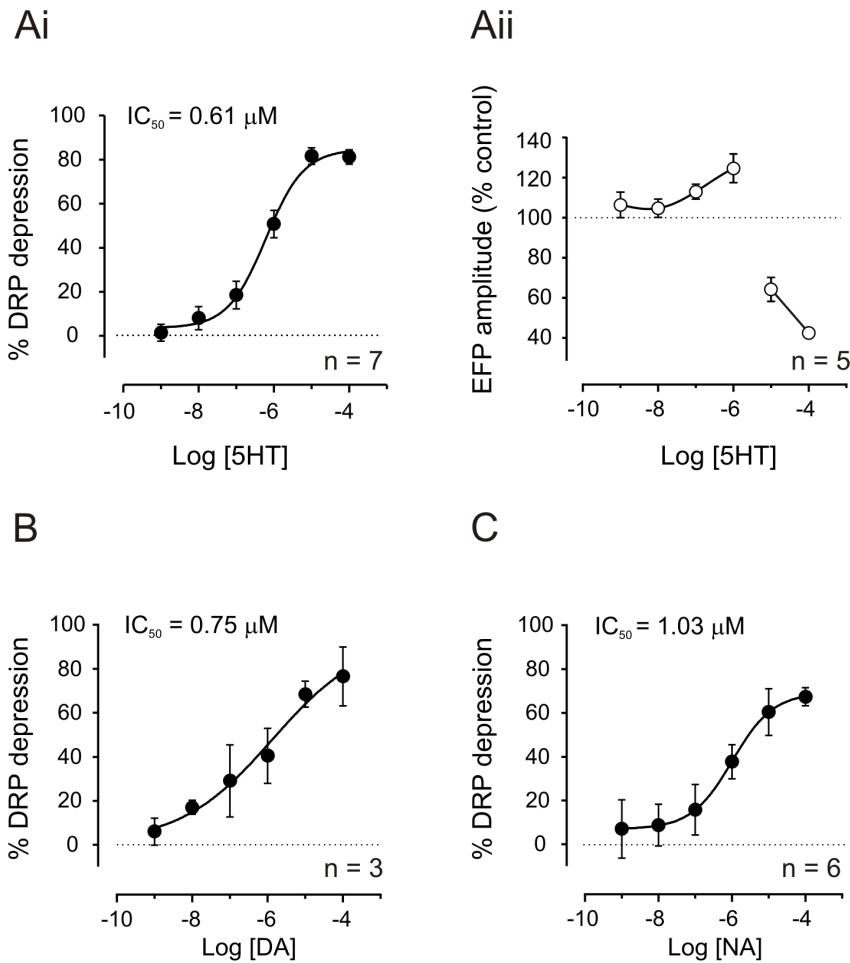 Ai
IC50 = 0.61 µM
% DRP depression
100
80
60
40
20
0
n = 7
-10 -8 -6 -4
Log [5HT]
Aii
EFP amplitude (% control)
140
120
100
80
60
40
n = 5
-10 -8 -6 -4
Log [5HT]
B
IC50 = 0.75 µM
% DRP depression
100
80
60
40
20
0
n = 3
-10 -8 -6 -4
Log [DA]
C
IC50 = 1.03 µM
% DRP depression
100
80
60
40
20
0
n = 6
-10 -8 -6 -4
Log [NA]